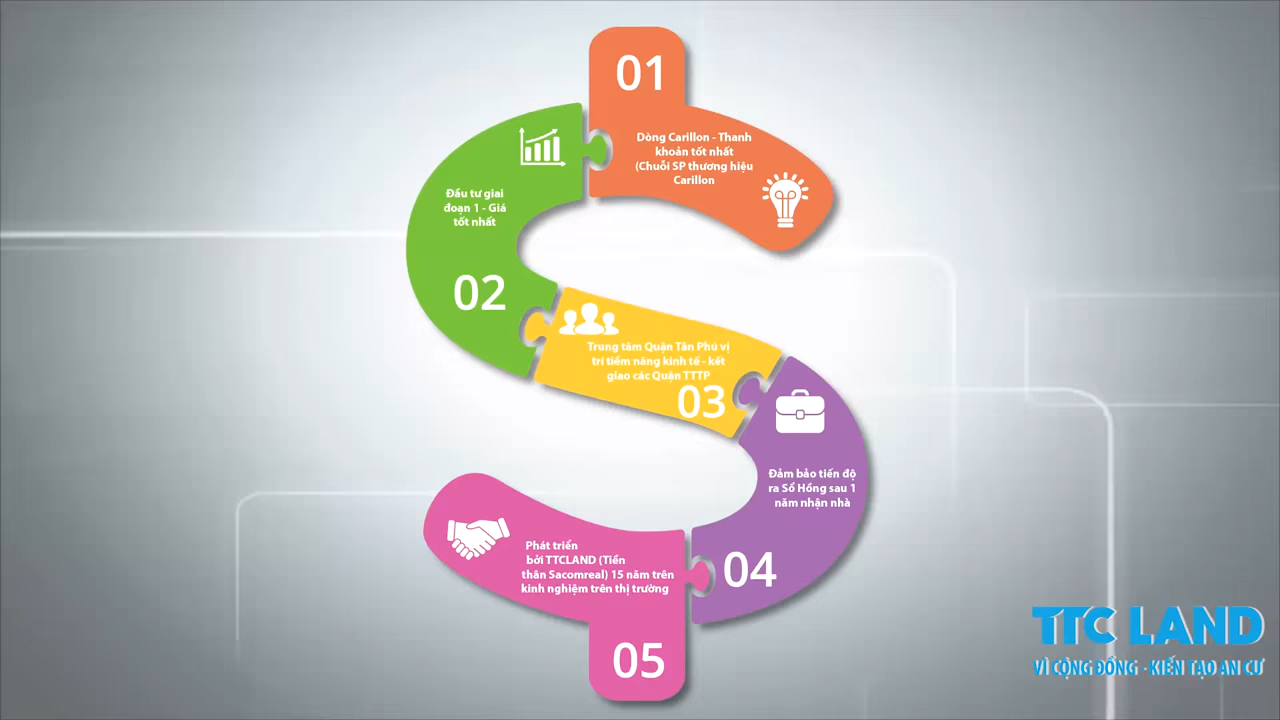 01
Dòng Carillon - Thanh
khoản tốt nhất
(Chuỗi SP thương hiệu
Carillon
Đầu tư giai
đoạn 1 - Giá
tốt nhất
02
Trung tâm Quận Tân Phú vị
trí tiềm năng kinh tế - kết
giao các Quận TTTP
03
Đảm bảo tiến độ
ra Sổ Hồng sau 1
năm nhận nhà
04
Phát triển
bởi TTCLAND (Tiền
thân Sacomreal) 15 năm trên
kinh nghiệm trên thị trường
05
TTC LAND
VÌ CỘNG ĐỒNG - KIẾN TẠO AN CƯ